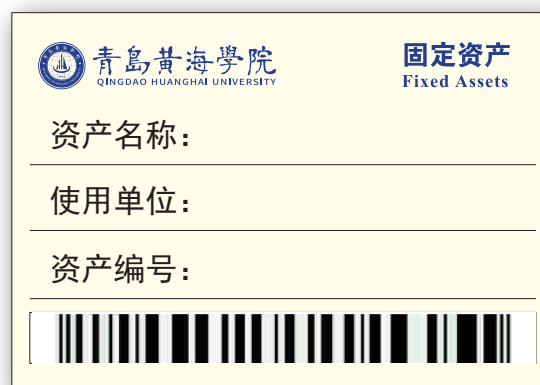 青島黄海學院
QINGDAO HUANGHAI UNIVERSITY
固定资产
Fixed Assets
资产名称：
使用单位：
资产编号：